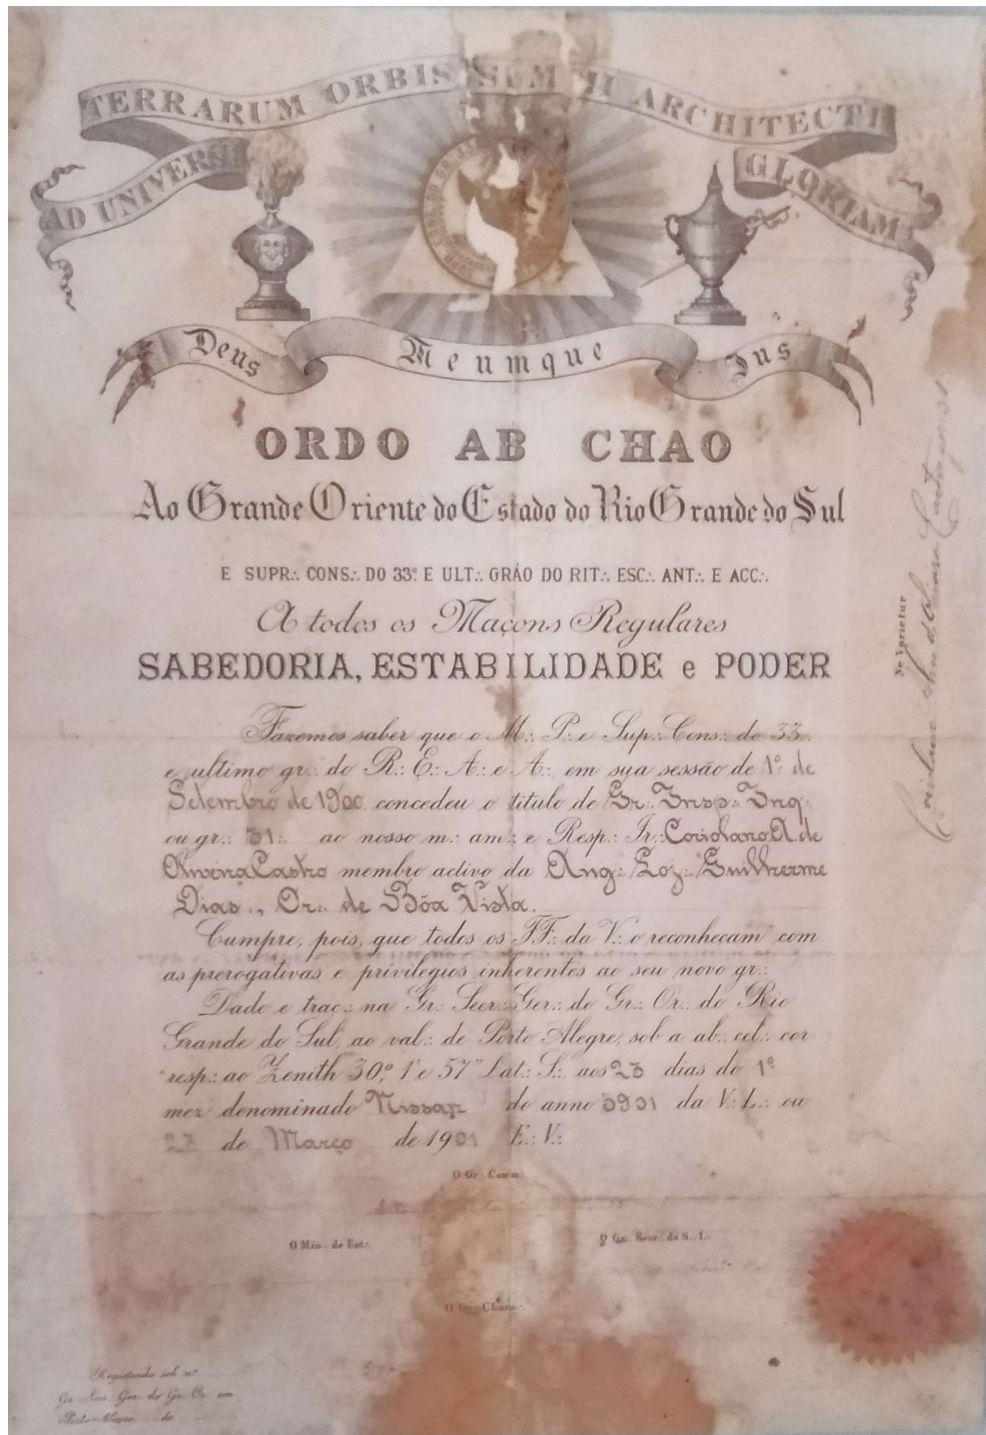 AD UNIVERSI
TERRARUM ORBIS SUM I ARCHITECTI
GLORIAM
Deus Meumque Jus
ORDO AB CHAO
Ao Grande Oriente do Estado do Rio Grande do Sul
E SUPR∴ CONS∴ DO 33º E ULT∴ GRÁO DO RIT∴ ESC∴ ANT∴ E ACC∴
A todos os Maçons Regulares
SABEDORIA, ESTABILIDADE e PODER
Fazemos saber que o M∴ P∴ e Sup∴ Cons∴ do 33
e ultimo gr∴ do R∴ E∴ A∴ e A∴, em sua sessão de 1º de
Setembro de 1900 concedeu o titulo de Gr∴ Insp∴ Inq∴
ou gr∴ 31∴ ao nosso m∴ am∴ e Resp∴ Ir∴ Coriolano A de
Oliveira Castro membro activo da Aug∴ Loj∴ Guilherme
Dias∴, Or∴ de Bôa Vista.
Cumpre, pois, que todos os FF∴ da V∴ o reconheçam com
as prerogativas e privilegios inherentes ao seu novo gr∴
Dado e traç∴ na Gr∴ Secr∴ Ger∴ do Gr∴ Or∴ do Rio
Grande do Sul, ao val∴ de Porto Alegre, sob a ab∴ cel∴ cor
resp∴ ao Zenith 30º, 1' e 57" Lat∴ S∴, aos 23 dias do 1º
mez denominado Nissan do anno 5901 da V∴ L∴ ou
23 de Março de 1901 E∴ V∴
O Gr∴ Comm∴
O Min∴ de Est∴
O Gr∴ Secr∴ do S∴ I∴
O Gr∴ Chanc∴
Registrado sob nº
Gr∴ Secr∴ Ger∴ do Gr∴ Or∴ em
Porto Alegre de
Ne Varietur